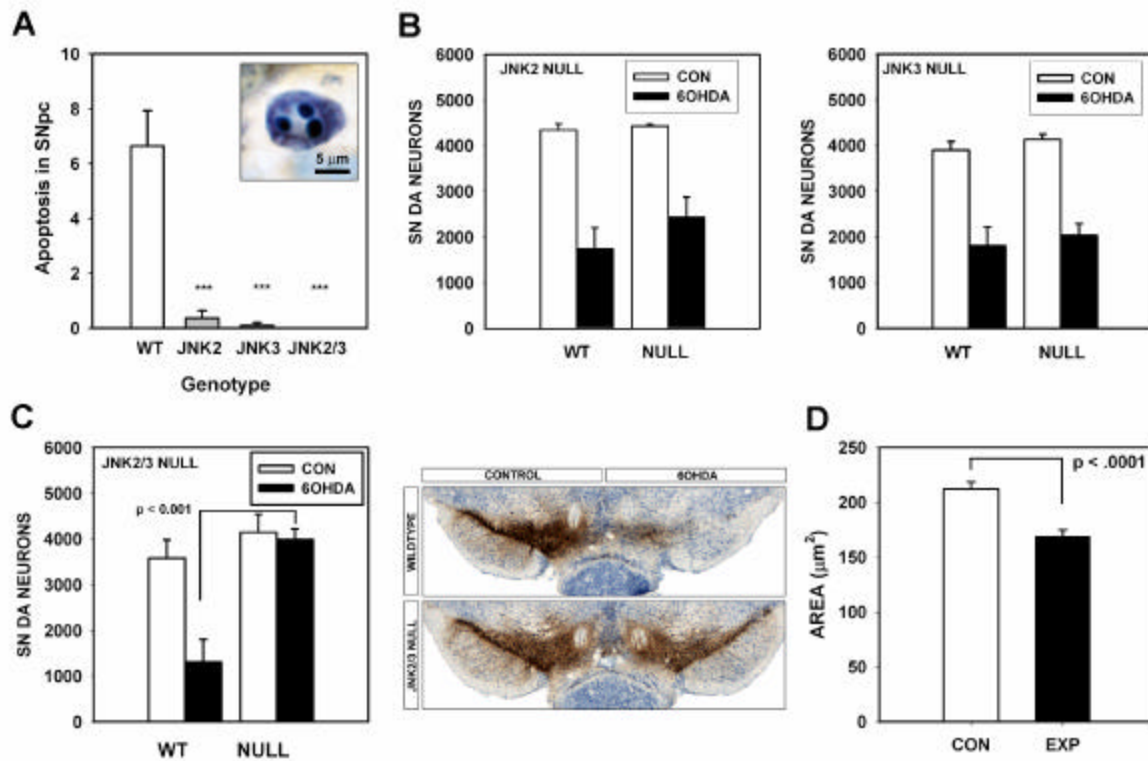 A
Apoptosis in SNpc
10
8
6
4
2
0
5 μm
***
***
***
WT JNK2 JNK3 JNK2/3
Genotype
B
SN DA NEURONS
6000
5000
4000
3000
2000
1000
0
JNK2 NULL
CON
6OHDA
WT NULL
SN DA NEURONS
6000
5000
4000
3000
2000
1000
0
JNK3 NULL
CON
6OHDA
WT NULL
C
SN DA NEURONS
6000
5000
4000
3000
2000
1000
0
JNK2/3 NULL
CON
6OHDA
p < 0.001
WT NULL
CONTROL 6OHDA
WILDTYPE
JNK2/3 NULL
D
AREA (μm²)
250
200
150
100
50
0
p < .0001
CON EXP